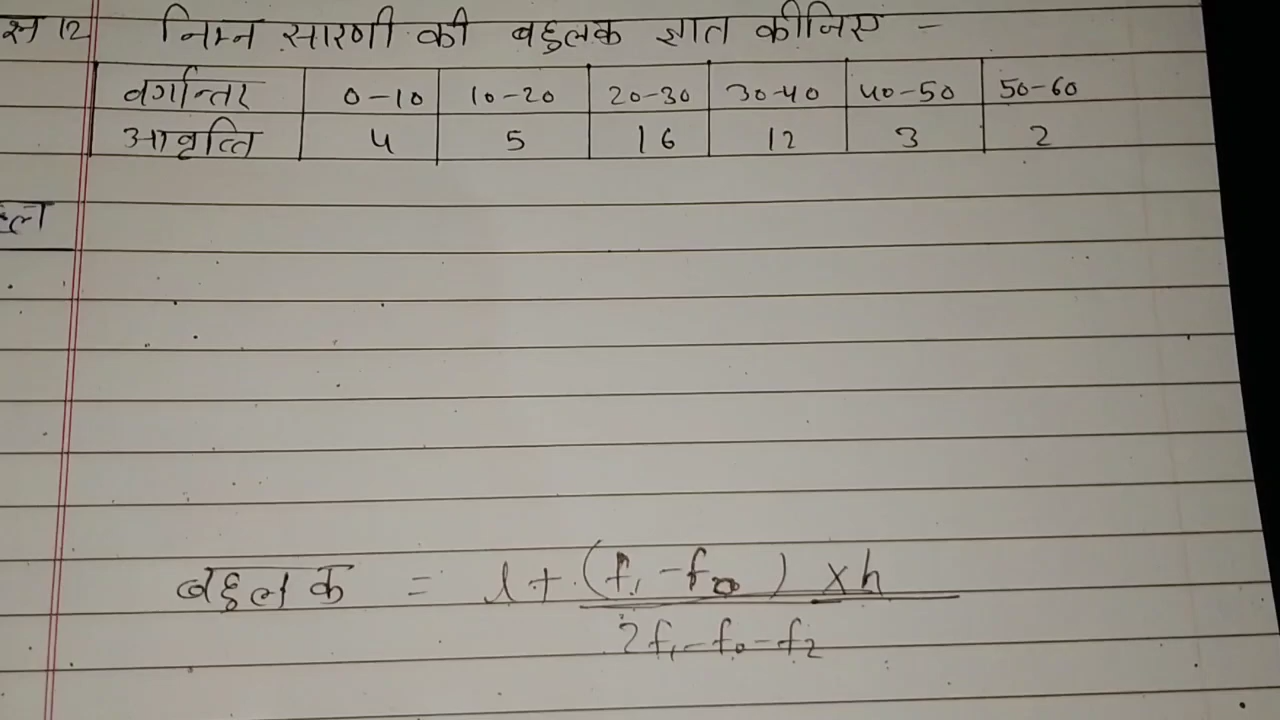 प्रश्न 12 निम्न सारणी की बहुलक ज्ञात कीजिए –
वर्गान्तर 0-10 10-20 20-30 30-40 40-50 50-60
आवृत्ति 4 5 16 12 3 2
हल
बहुलक = l + (f₁ - f₀) × h
2f₁ - f₀ - f₂